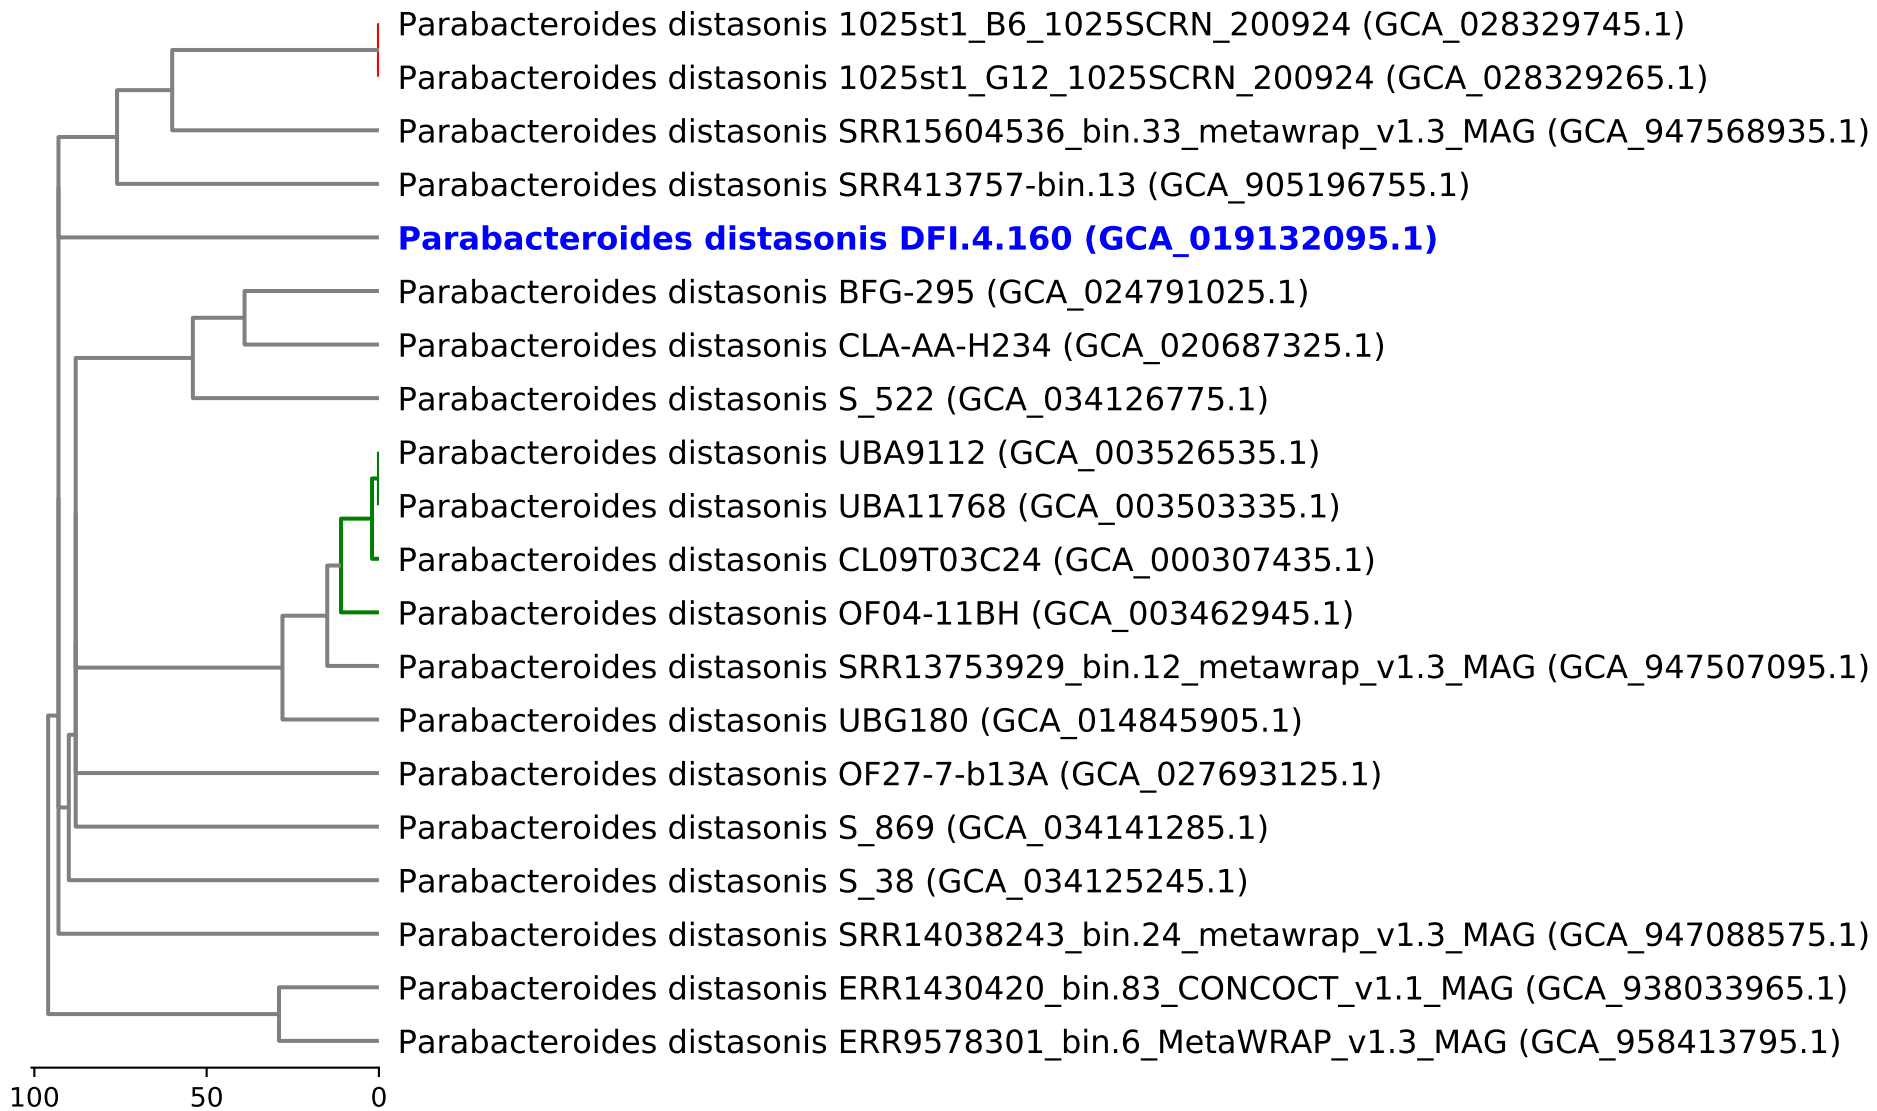 Parabacteroides distasonis 1025st1_B6_1025SCRN_200924 (GCA_028329745.1)
Parabacteroides distasonis 1025st1_G12_1025SCRN_200924 (GCA_028329265.1)
Parabacteroides distasonis SRR15604536_bin.33_metawrap_v1.3_MAG (GCA_947568935.1)
Parabacteroides distasonis SRR413757-bin.13 (GCA_905196755.1)
Parabacteroides distasonis DFI.4.160 (GCA_019132095.1)
Parabacteroides distasonis BFG-295 (GCA_024791025.1)
Parabacteroides distasonis CLA-AA-H234 (GCA_020687325.1)
Parabacteroides distasonis S_522 (GCA_034126775.1)
Parabacteroides distasonis UBA9112 (GCA_003526535.1)
Parabacteroides distasonis UBA11768 (GCA_003503335.1)
Parabacteroides distasonis CL09T03C24 (GCA_000307435.1)
Parabacteroides distasonis OF04-11BH (GCA_003462945.1)
Parabacteroides distasonis SRR13753929_bin.12_metawrap_v1.3_MAG (GCA_947507095.1)
Parabacteroides distasonis UBG180 (GCA_014845905.1)
Parabacteroides distasonis OF27-7-b13A (GCA_027693125.1)
Parabacteroides distasonis S_869 (GCA_034141285.1)
Parabacteroides distasonis S_38 (GCA_034125245.1)
Parabacteroides distasonis SRR14038243_bin.24_metawrap_v1.3_MAG (GCA_947088575.1)
Parabacteroides distasonis ERR1430420_bin.83_CONCOCT_v1.1_MAG (GCA_938033965.1)
Parabacteroides distasonis ERR9578301_bin.6_MetaWRAP_v1.3_MAG (GCA_958413795.1)
100 50 0